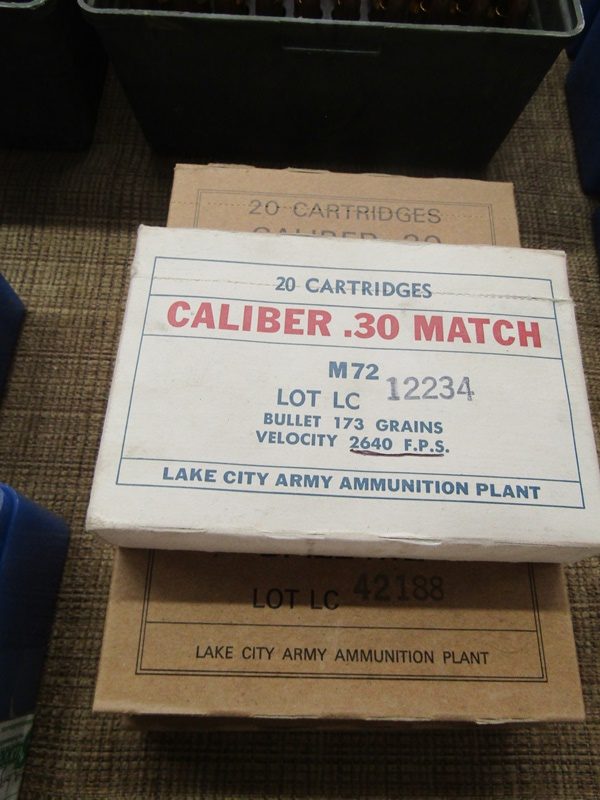 20 CARTRIDGES
20 CARTRIDGES
CALIBER .30 MATCH
M72
LOT LC 12234
BULLET 173 GRAINS
VELOCITY 2640 F.P.S.
LAKE CITY ARMY AMMUNITION PLANT
LOT LC 42188
LAKE CITY ARMY AMMUNITION PLANT